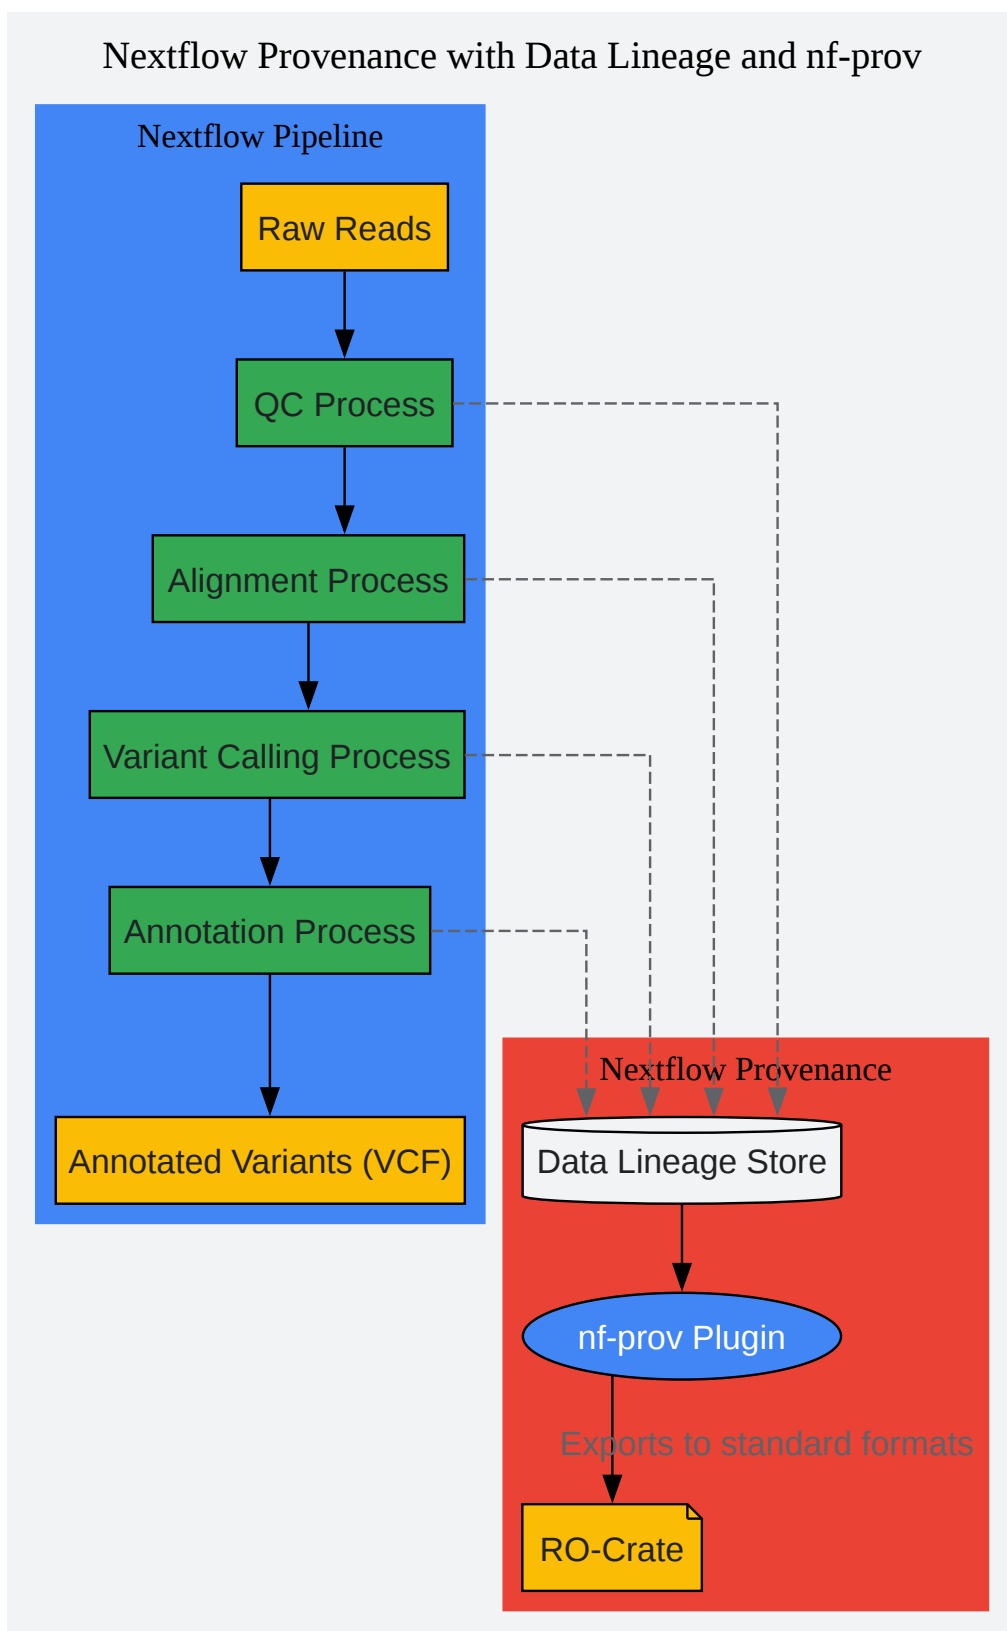 Nextflow Provenance with Data Lineage and nf-prov
Nextflow Pipeline
Raw Reads
QC Process
Alignment Process
Variant Calling Process
Annotation Process
Annotated Variants (VCF)
Nextflow Provenance
Data Lineage Store
nf-prov Plugin
Exports to standard formats
RO-Crate